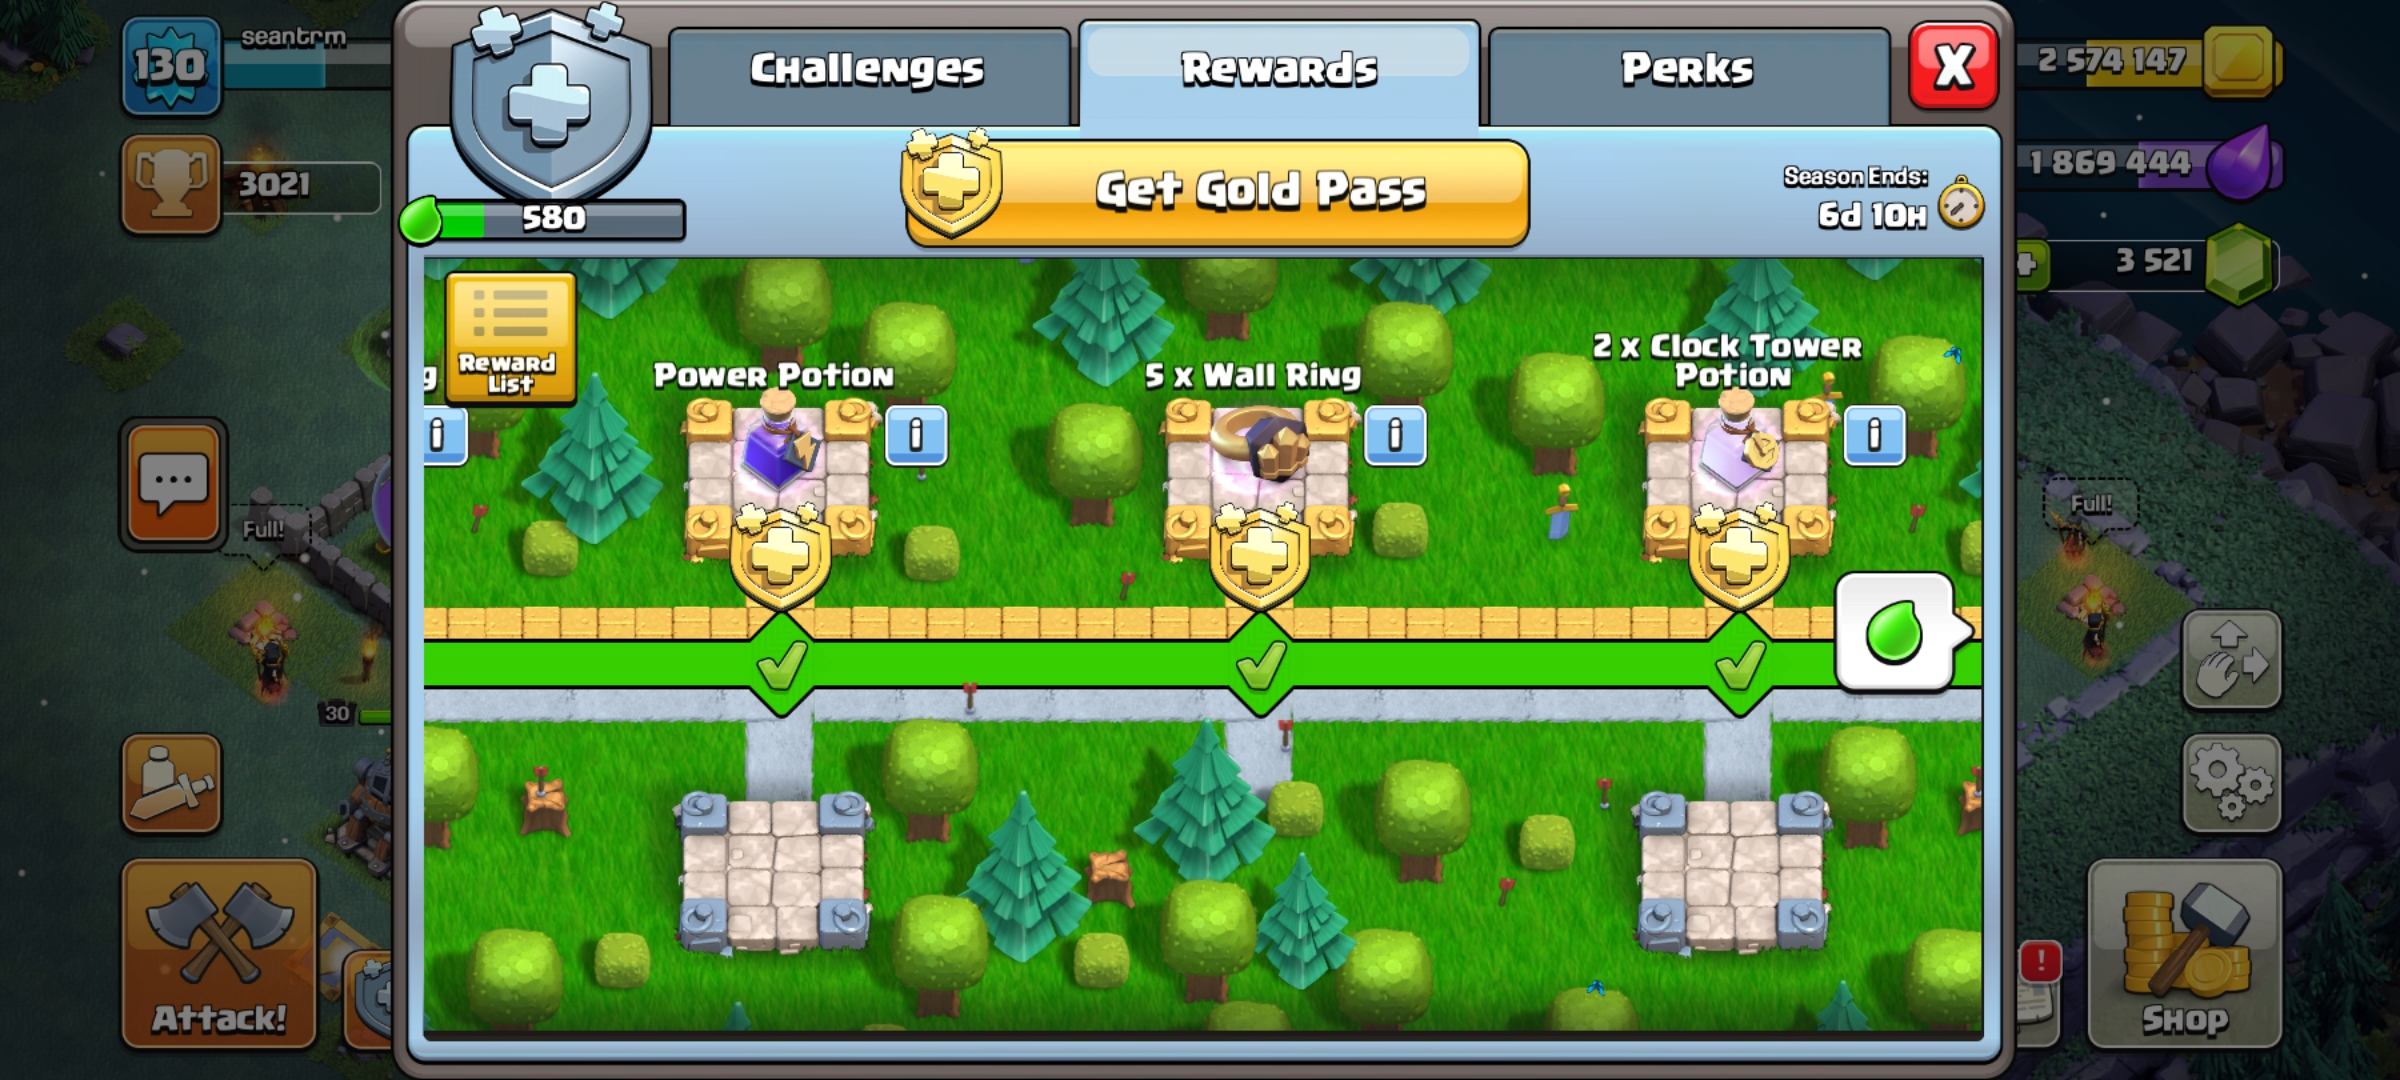 130
seantrm
Challenges
Rewards
Perks
X
2 574 147
3021
Get Gold Pass
Season Ends:
6d 10h
1 869 444
580
3 521
Reward
List
g
Power Potion
5 x Wall Ring
2 x Clock Tower
Potion
i
i
i
i
Full!
Full!
30
Attack!
!
Shop